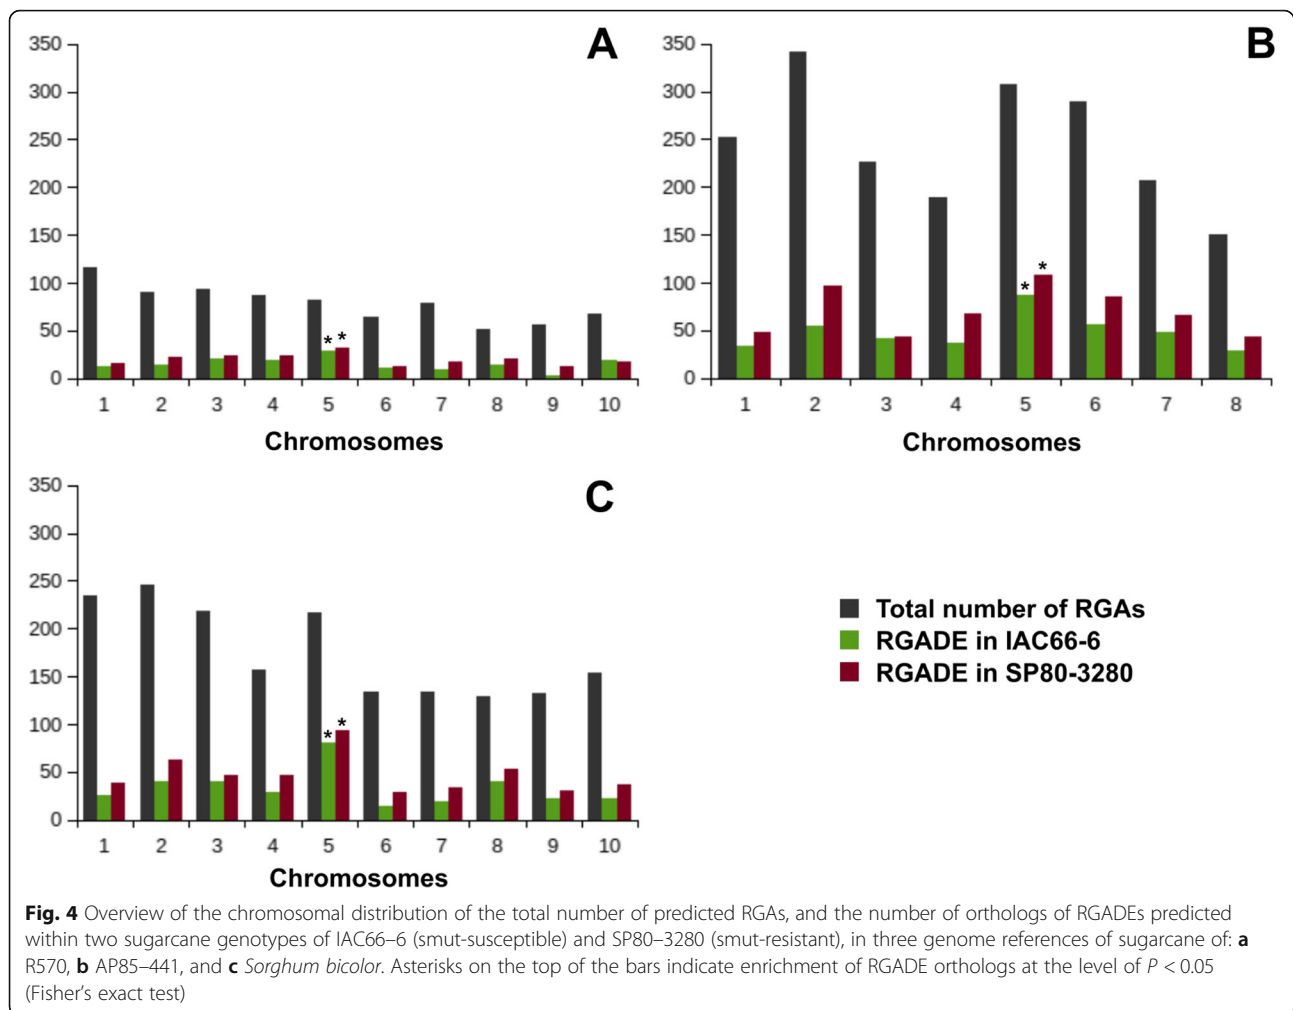 A
350
300
250
200
150
100
50
0
* *
1 2 3 4 5 6 7 8 9 10
Chromosomes
B
350
300
250
200
150
100
50
0
* *
1 2 3 4 5 6 7 8
Chromosomes
C
350
300
250
200
150
100
50
0
* *
1 2 3 4 5 6 7 8 9 10
Chromosomes
Total number of RGAs
RGADE in IAC66-6
RGADE in SP80-3280
Fig. 4 Overview of the chromosomal distribution of the total number of predicted RGAs, and the number of orthologs of RGADEs predicted
within two sugarcane genotypes of IAC66–6 (smut-susceptible) and SP80–3280 (smut-resistant), in three genome references of sugarcane of: a
R570, b AP85–441, and c Sorghum bicolor. Asterisks on the top of the bars indicate enrichment of RGADE orthologs at the level of P < 0.05
(Fisher's exact test)